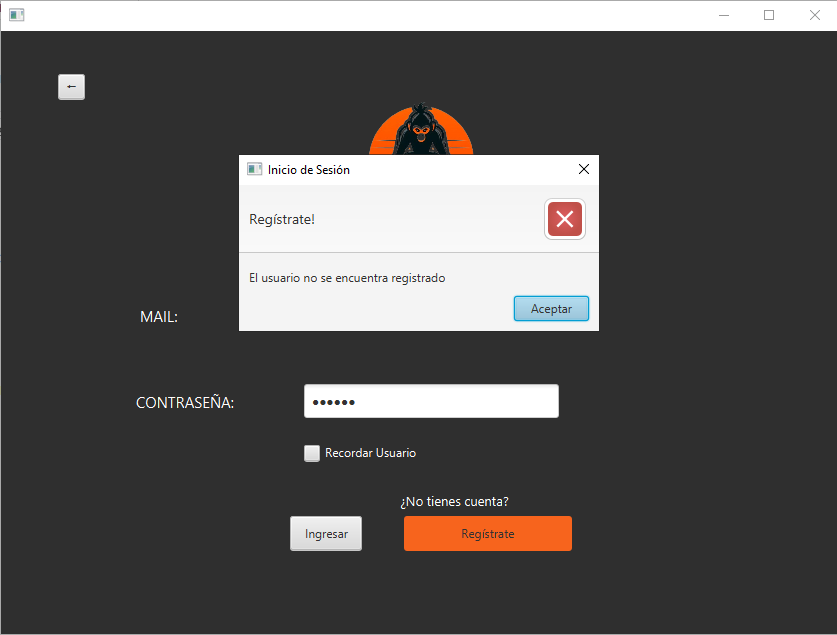 ←
Inicio de Sesión
Regístrate!
El usuario no se encuentra registrado
Aceptar
MAIL:
CONTRASEÑA:
••••••
Recordar Usuario
¿No tienes cuenta?
Ingresar
Regístrate